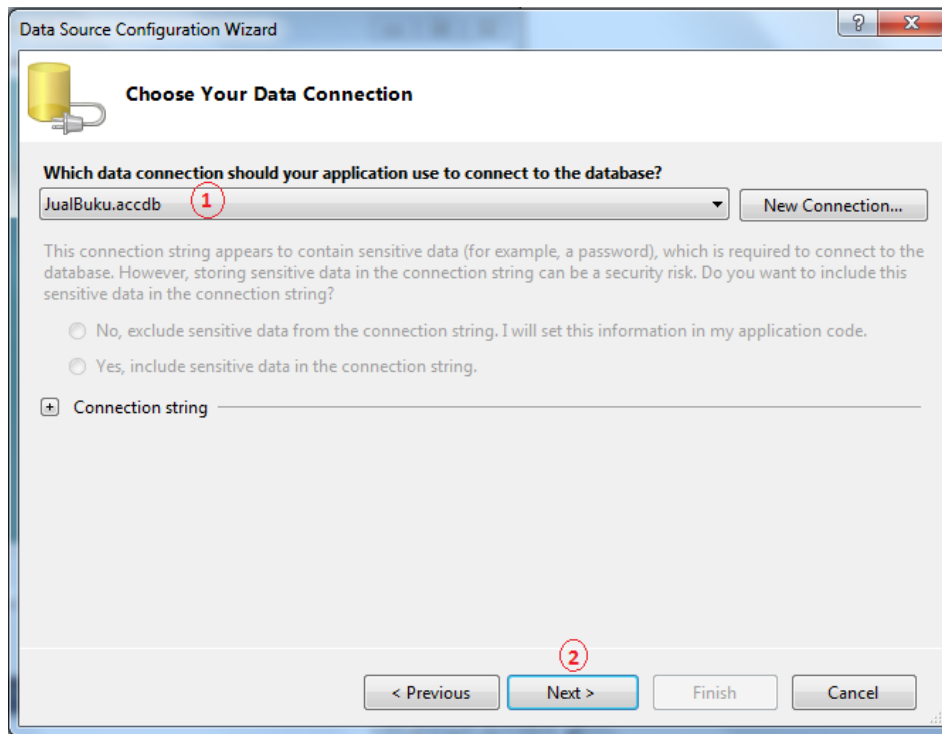 Data Source Configuration Wizard
Choose Your Data Connection
Which data connection should your application use to connect to the database?
JualBuku.accdb 1 New Connection...
This connection string appears to contain sensitive data (for example, a password), which is required to connect to the
database. However, storing sensitive data in the connection string can be a security risk. Do you want to include this
sensitive data in the connection string?
No, exclude sensitive data from the connection string. I will set this information in my application code.
Yes, include sensitive data in the connection string.
+ Connection string
2
< Previous Next > Finish Cancel